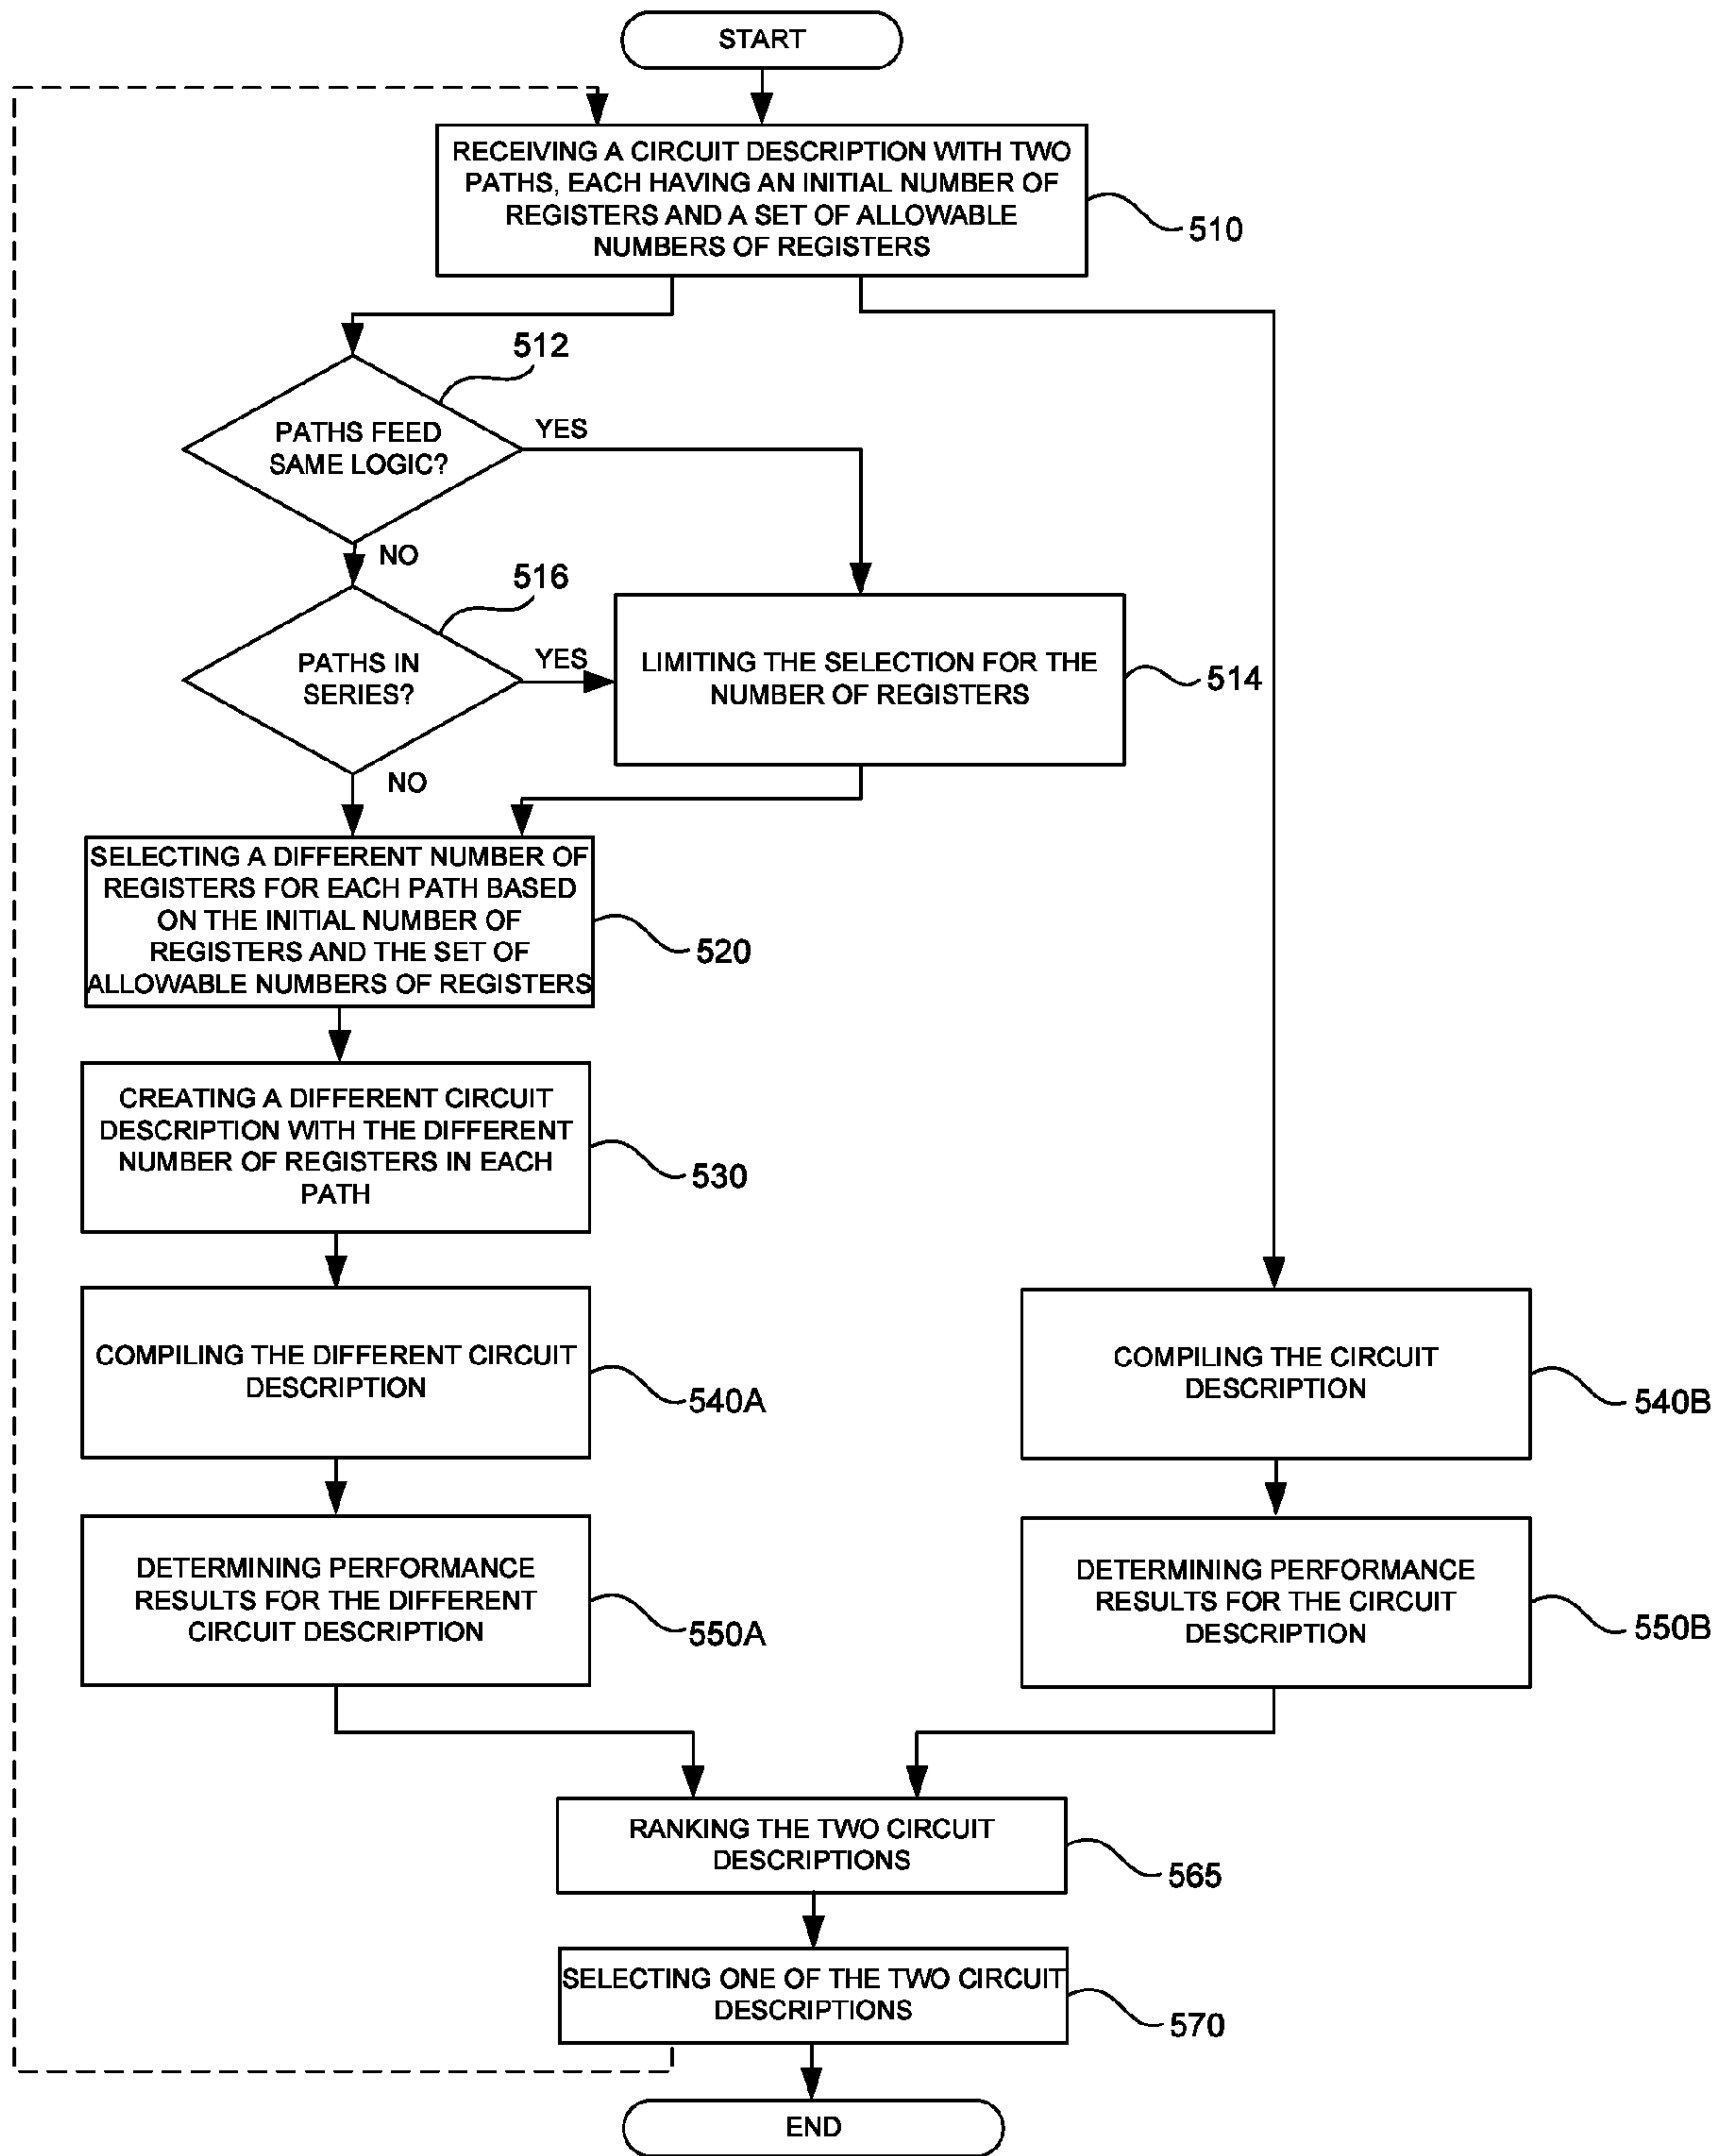 START
RECEIVING A CIRCUIT DESCRIPTION WITH TWO
PATHS, EACH HAVING AN INITIAL NUMBER OF
REGISTERS AND A SET OF ALLOWABLE
NUMBERS OF REGISTERS
510
512
PATHS FEED
SAME LOGIC?
YES
NO
516
PATHS IN
SERIES?
YES
NO
LIMITING THE SELECTION FOR THE
NUMBER OF REGISTERS
514
SELECTING A DIFFERENT NUMBER OF
REGISTERS FOR EACH PATH BASED
ON THE INITIAL NUMBER OF
REGISTERS AND THE SET OF
ALLOWABLE NUMBERS OF REGISTERS
520
CREATING A DIFFERENT CIRCUIT
DESCRIPTION WITH THE DIFFERENT
NUMBER OF REGISTERS IN EACH
PATH
530
COMPILING THE DIFFERENT CIRCUIT
DESCRIPTION
540A
COMPILING THE CIRCUIT
DESCRIPTION
540B
DETERMINING PERFORMANCE
RESULTS FOR THE DIFFERENT
CIRCUIT DESCRIPTION
550A
DETERMINING PERFORMANCE
RESULTS FOR THE CIRCUIT
DESCRIPTION
550B
RANKING THE TWO CIRCUIT
DESCRIPTIONS
565
SELECTING ONE OF THE TWO CIRCUIT
DESCRIPTIONS
570
END